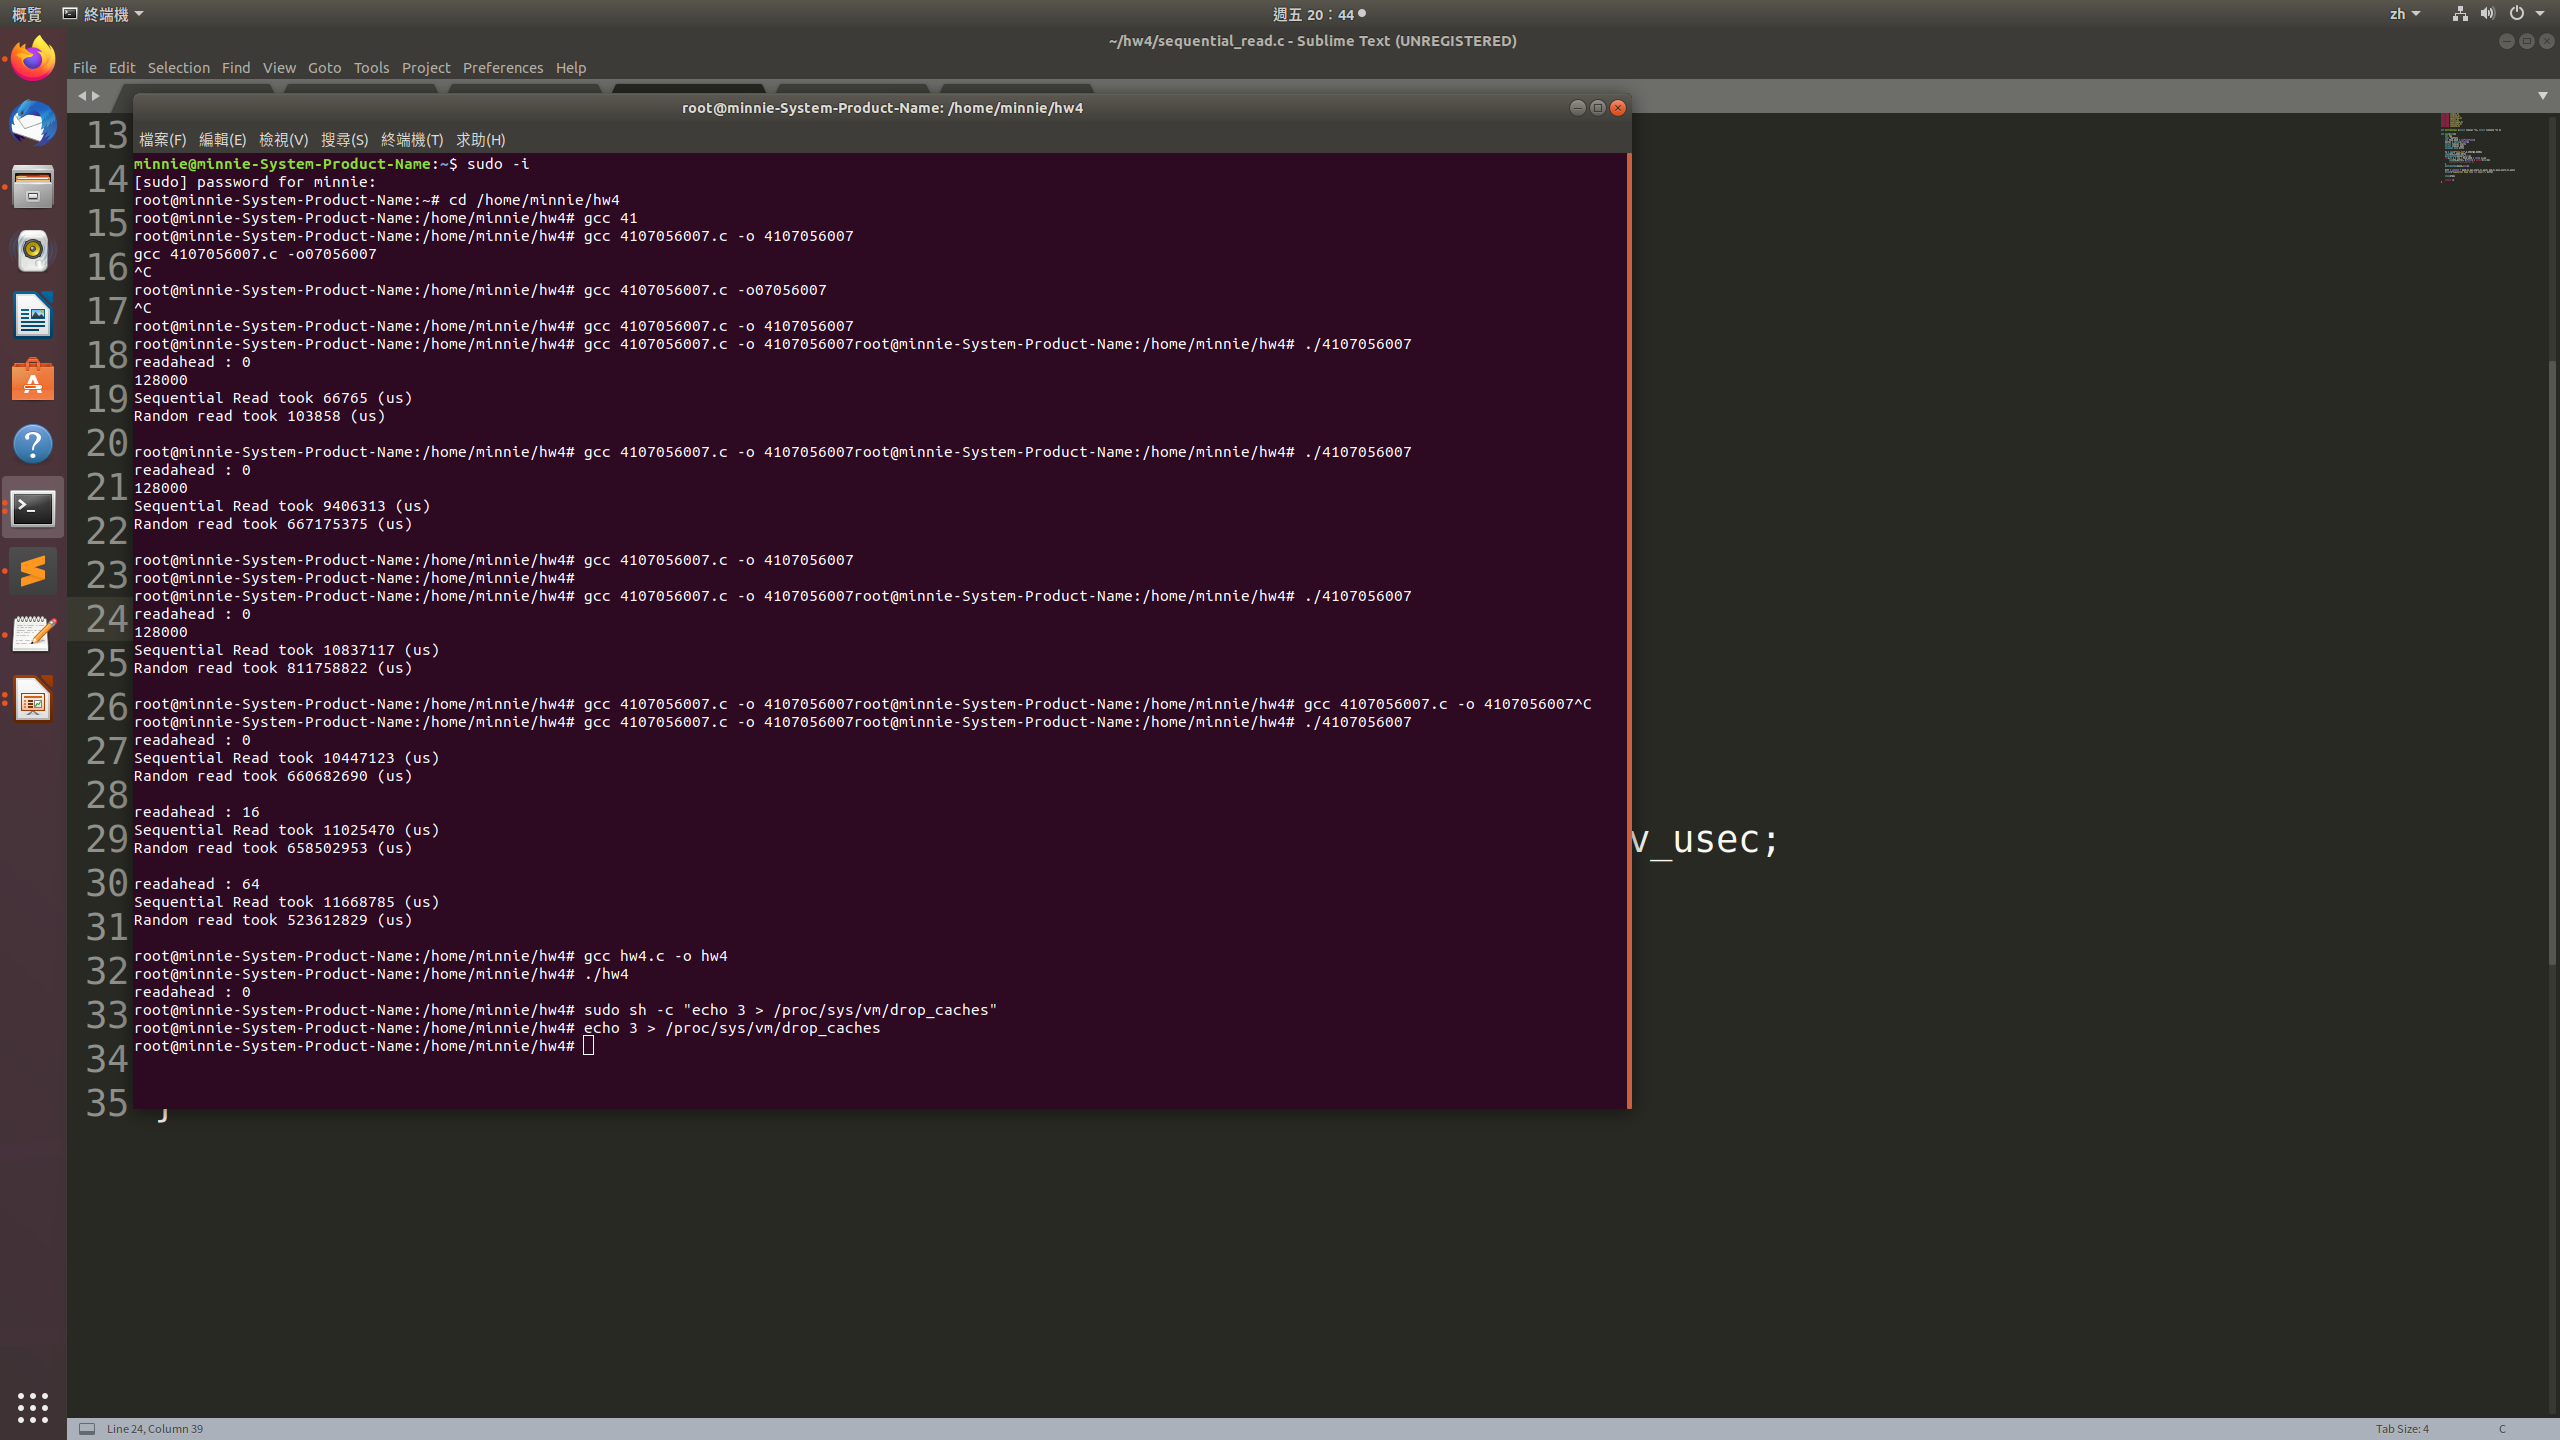 概覽 終端機 週五 20：44 zh
~/hw4/sequential_read.c - Sublime Text (UNREGISTERED)
File Edit Selection Find View Goto Tools Project Preferences Help
root@minnie-System-Product-Name: /home/minnie/hw4
檔案(F) 編輯(E) 檢視(V) 搜尋(S) 終端機(T) 求助(H)
minnie@minnie-System-Product-Name:~$ sudo -i
[sudo] password for minnie:
root@minnie-System-Product-Name:~# cd /home/minnie/hw4
root@minnie-System-Product-Name:/home/minnie/hw4# gcc 41
root@minnie-System-Product-Name:/home/minnie/hw4# gcc 4107056007.c -o 4107056007
gcc 4107056007.c -o07056007
^C
root@minnie-System-Product-Name:/home/minnie/hw4# gcc 4107056007.c -o07056007
^C
root@minnie-System-Product-Name:/home/minnie/hw4# gcc 4107056007.c -o 4107056007
root@minnie-System-Product-Name:/home/minnie/hw4# gcc 4107056007.c -o 4107056007root@minnie-System-Product-Name:/home/minnie/hw4# ./4107056007
readahead : 0
128000
Sequential Read took 66765 (us)
Random read took 103858 (us)
root@minnie-System-Product-Name:/home/minnie/hw4# gcc 4107056007.c -o 4107056007root@minnie-System-Product-Name:/home/minnie/hw4# ./4107056007
readahead : 0
128000
Sequential Read took 9406313 (us)
Random read took 667175375 (us)
root@minnie-System-Product-Name:/home/minnie/hw4# gcc 4107056007.c -o 4107056007
root@minnie-System-Product-Name:/home/minnie/hw4#
root@minnie-System-Product-Name:/home/minnie/hw4# gcc 4107056007.c -o 4107056007root@minnie-System-Product-Name:/home/minnie/hw4# ./4107056007
readahead : 0
128000
Sequential Read took 10837117 (us)
Random read took 811758822 (us)
root@minnie-System-Product-Name:/home/minnie/hw4# gcc 4107056007.c -o 4107056007root@minnie-System-Product-Name:/home/minnie/hw4# gcc 4107056007.c -o 4107056007^C
root@minnie-System-Product-Name:/home/minnie/hw4# gcc 4107056007.c -o 4107056007root@minnie-System-Product-Name:/home/minnie/hw4# ./4107056007
readahead : 0
Sequential Read took 10447123 (us)
Random read took 660682690 (us)
readahead : 16
Sequential Read took 11025470 (us)
Random read took 658502953 (us)
readahead : 64
Sequential Read took 11668785 (us)
Random read took 523612829 (us)
root@minnie-System-Product-Name:/home/minnie/hw4# gcc hw4.c -o hw4
root@minnie-System-Product-Name:/home/minnie/hw4# ./hw4
readahead : 0
root@minnie-System-Product-Name:/home/minnie/hw4# sudo sh -c "echo 3 > /proc/sys/vm/drop_caches"
root@minnie-System-Product-Name:/home/minnie/hw4# echo 3 > /proc/sys/vm/drop_caches
root@minnie-System-Product-Name:/home/minnie/hw4#
13
14
15
16
17
18
19
20
21
22
23
24
25
26
27
28
29 v_usec;
30
31
32
33
34
35 }
Line 24, Column 39 Tab Size: 4 C